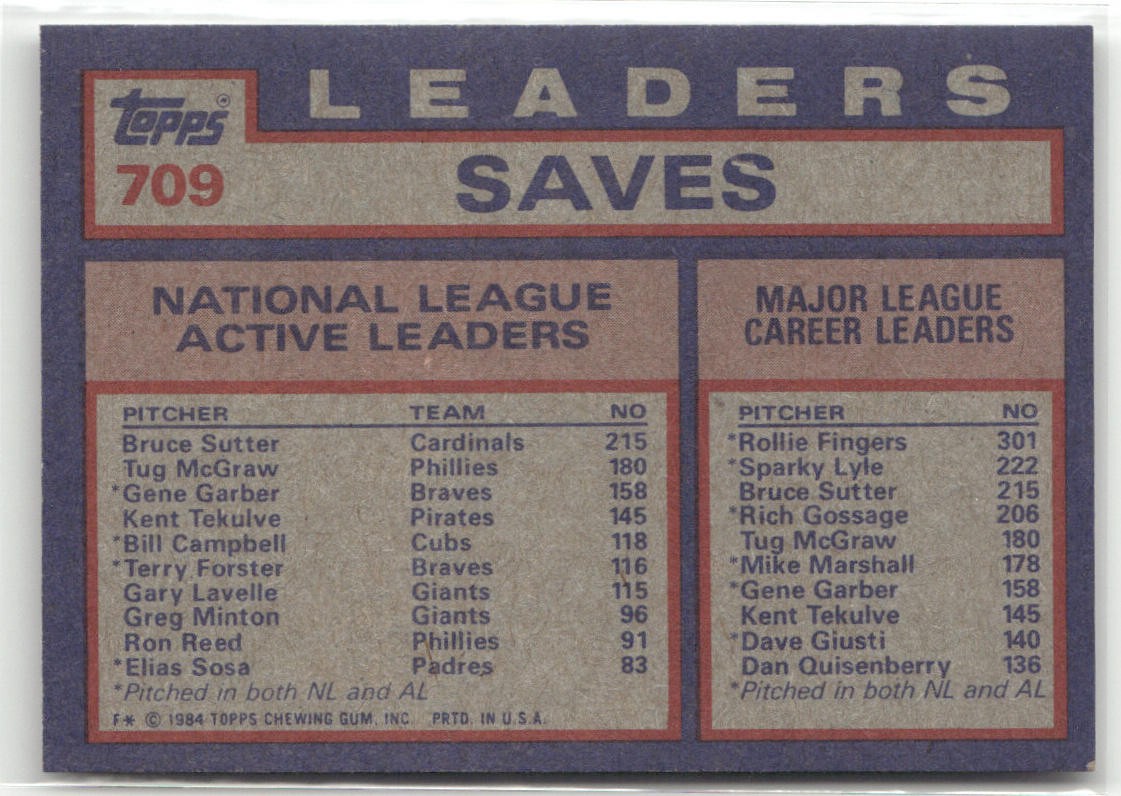 LEADERS
topps®
709
SAVES
NATIONAL LEAGUE
ACTIVE LEADERS
PITCHER TEAM NO
Bruce Sutter Cardinals 215
Tug McGraw Phillies 180
*Gene Garber Braves 158
Kent Tekulve Pirates 145
*Bill Campbell Cubs 118
*Terry Forster Braves 116
Gary Lavelle Giants 115
Greg Minton Giants 96
Ron Reed Phillies 91
*Elias Sosa Padres 83
*Pitched in both NL and AL
F* © 1984 TOPPS CHEWING GUM, INC. PRTD. IN U.S.A.
MAJOR LEAGUE
CAREER LEADERS
PITCHER NO
*Rollie Fingers 301
*Sparky Lyle 222
Bruce Sutter 215
*Rich Gossage 206
Tug McGraw 180
*Mike Marshall 178
*Gene Garber 158
Kent Tekulve 145
*Dave Giusti 140
Dan Quisenberry 136
*Pitched in both NL and AL